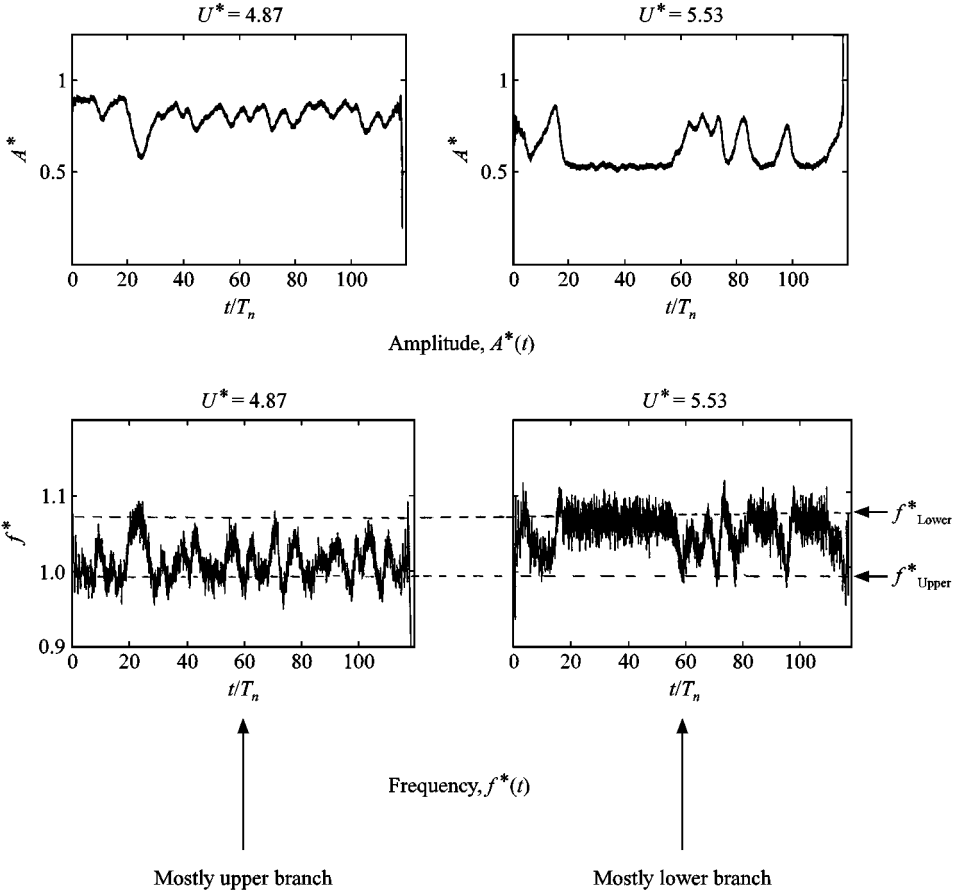 U* = 4.87
U* = 5.53
1
0.5
A*
0 20 40 60 80 100
t/Tn
1
0.5
A*
0 20 40 60 80 100
t/Tn
Amplitude, A*(t)
U* = 4.87
U* = 5.53
1.1
1.0
0.9
f*
0 20 40 60 80 100
t/Tn
0 20 40 60 80 100
t/Tn
f*Lower
f*Upper
Frequency, f*(t)
Mostly upper branch
Mostly lower branch